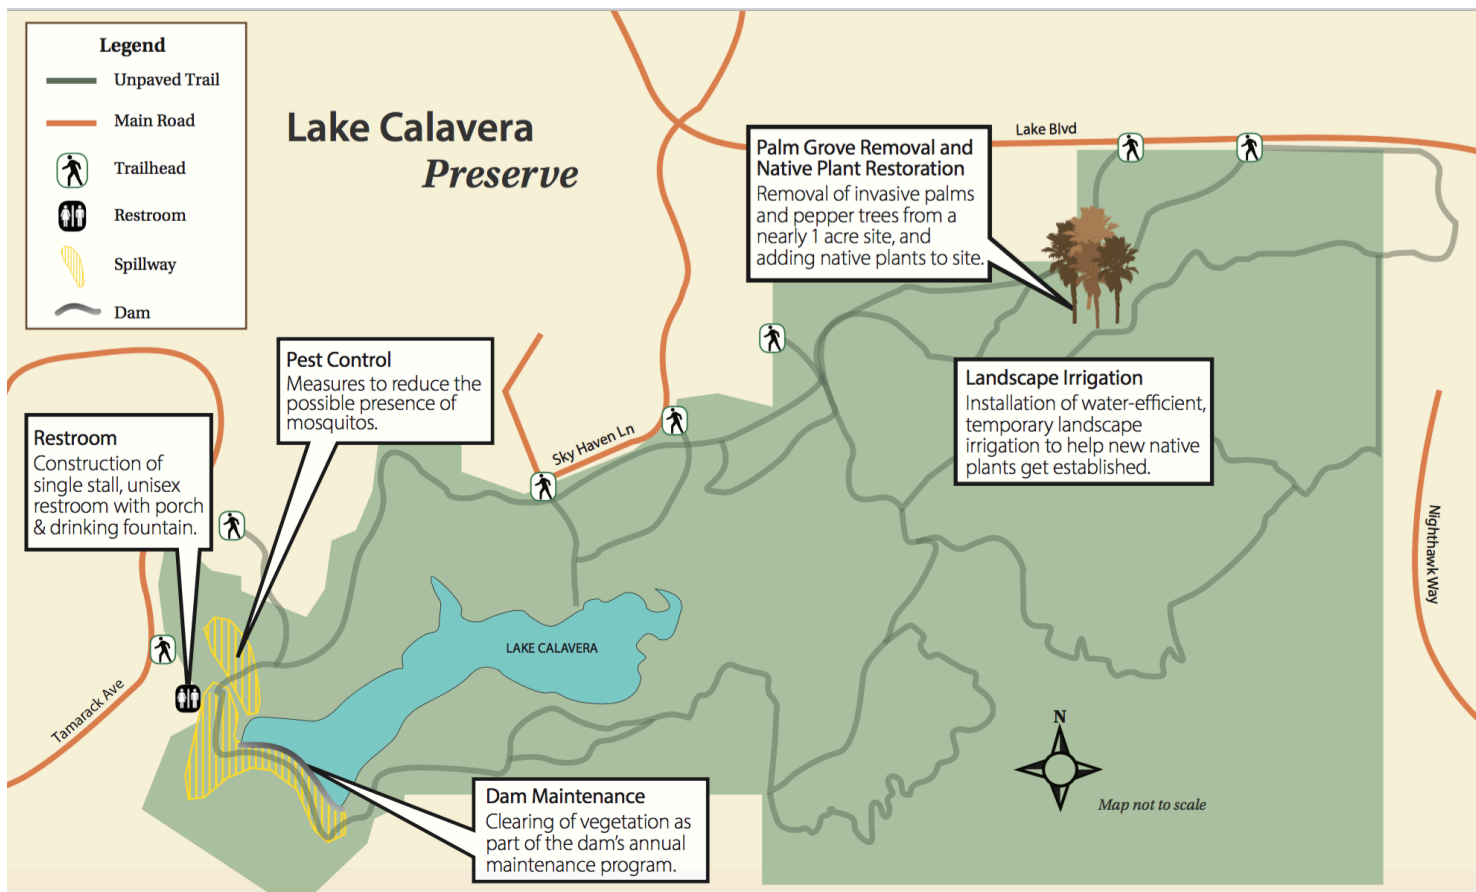 Legend
Unpaved Trail
Main Road
Trailhead
Restroom
Spillway
Dam
Lake Calavera
Preserve
Lake Blvd
Palm Grove Removal and
Native Plant Restoration
Removal of invasive palms
and pepper trees from a
nearly 1 acre site, and
adding native plants to site.
Pest Control
Measures to reduce the
possible presence of
mosquitos.
Landscape Irrigation
Installation of water-efficient,
temporary landscape
irrigation to help new native
plants get established.
Restroom
Construction of
single stall, unisex
restroom with porch
& drinking fountain.
Sky Haven Ln
Nighthawk Way
LAKE CALAVERA
Tamarack Ave
N
Map not to scale
Dam Maintenance
Clearing of vegetation as
part of the dam's annual
maintenance program.